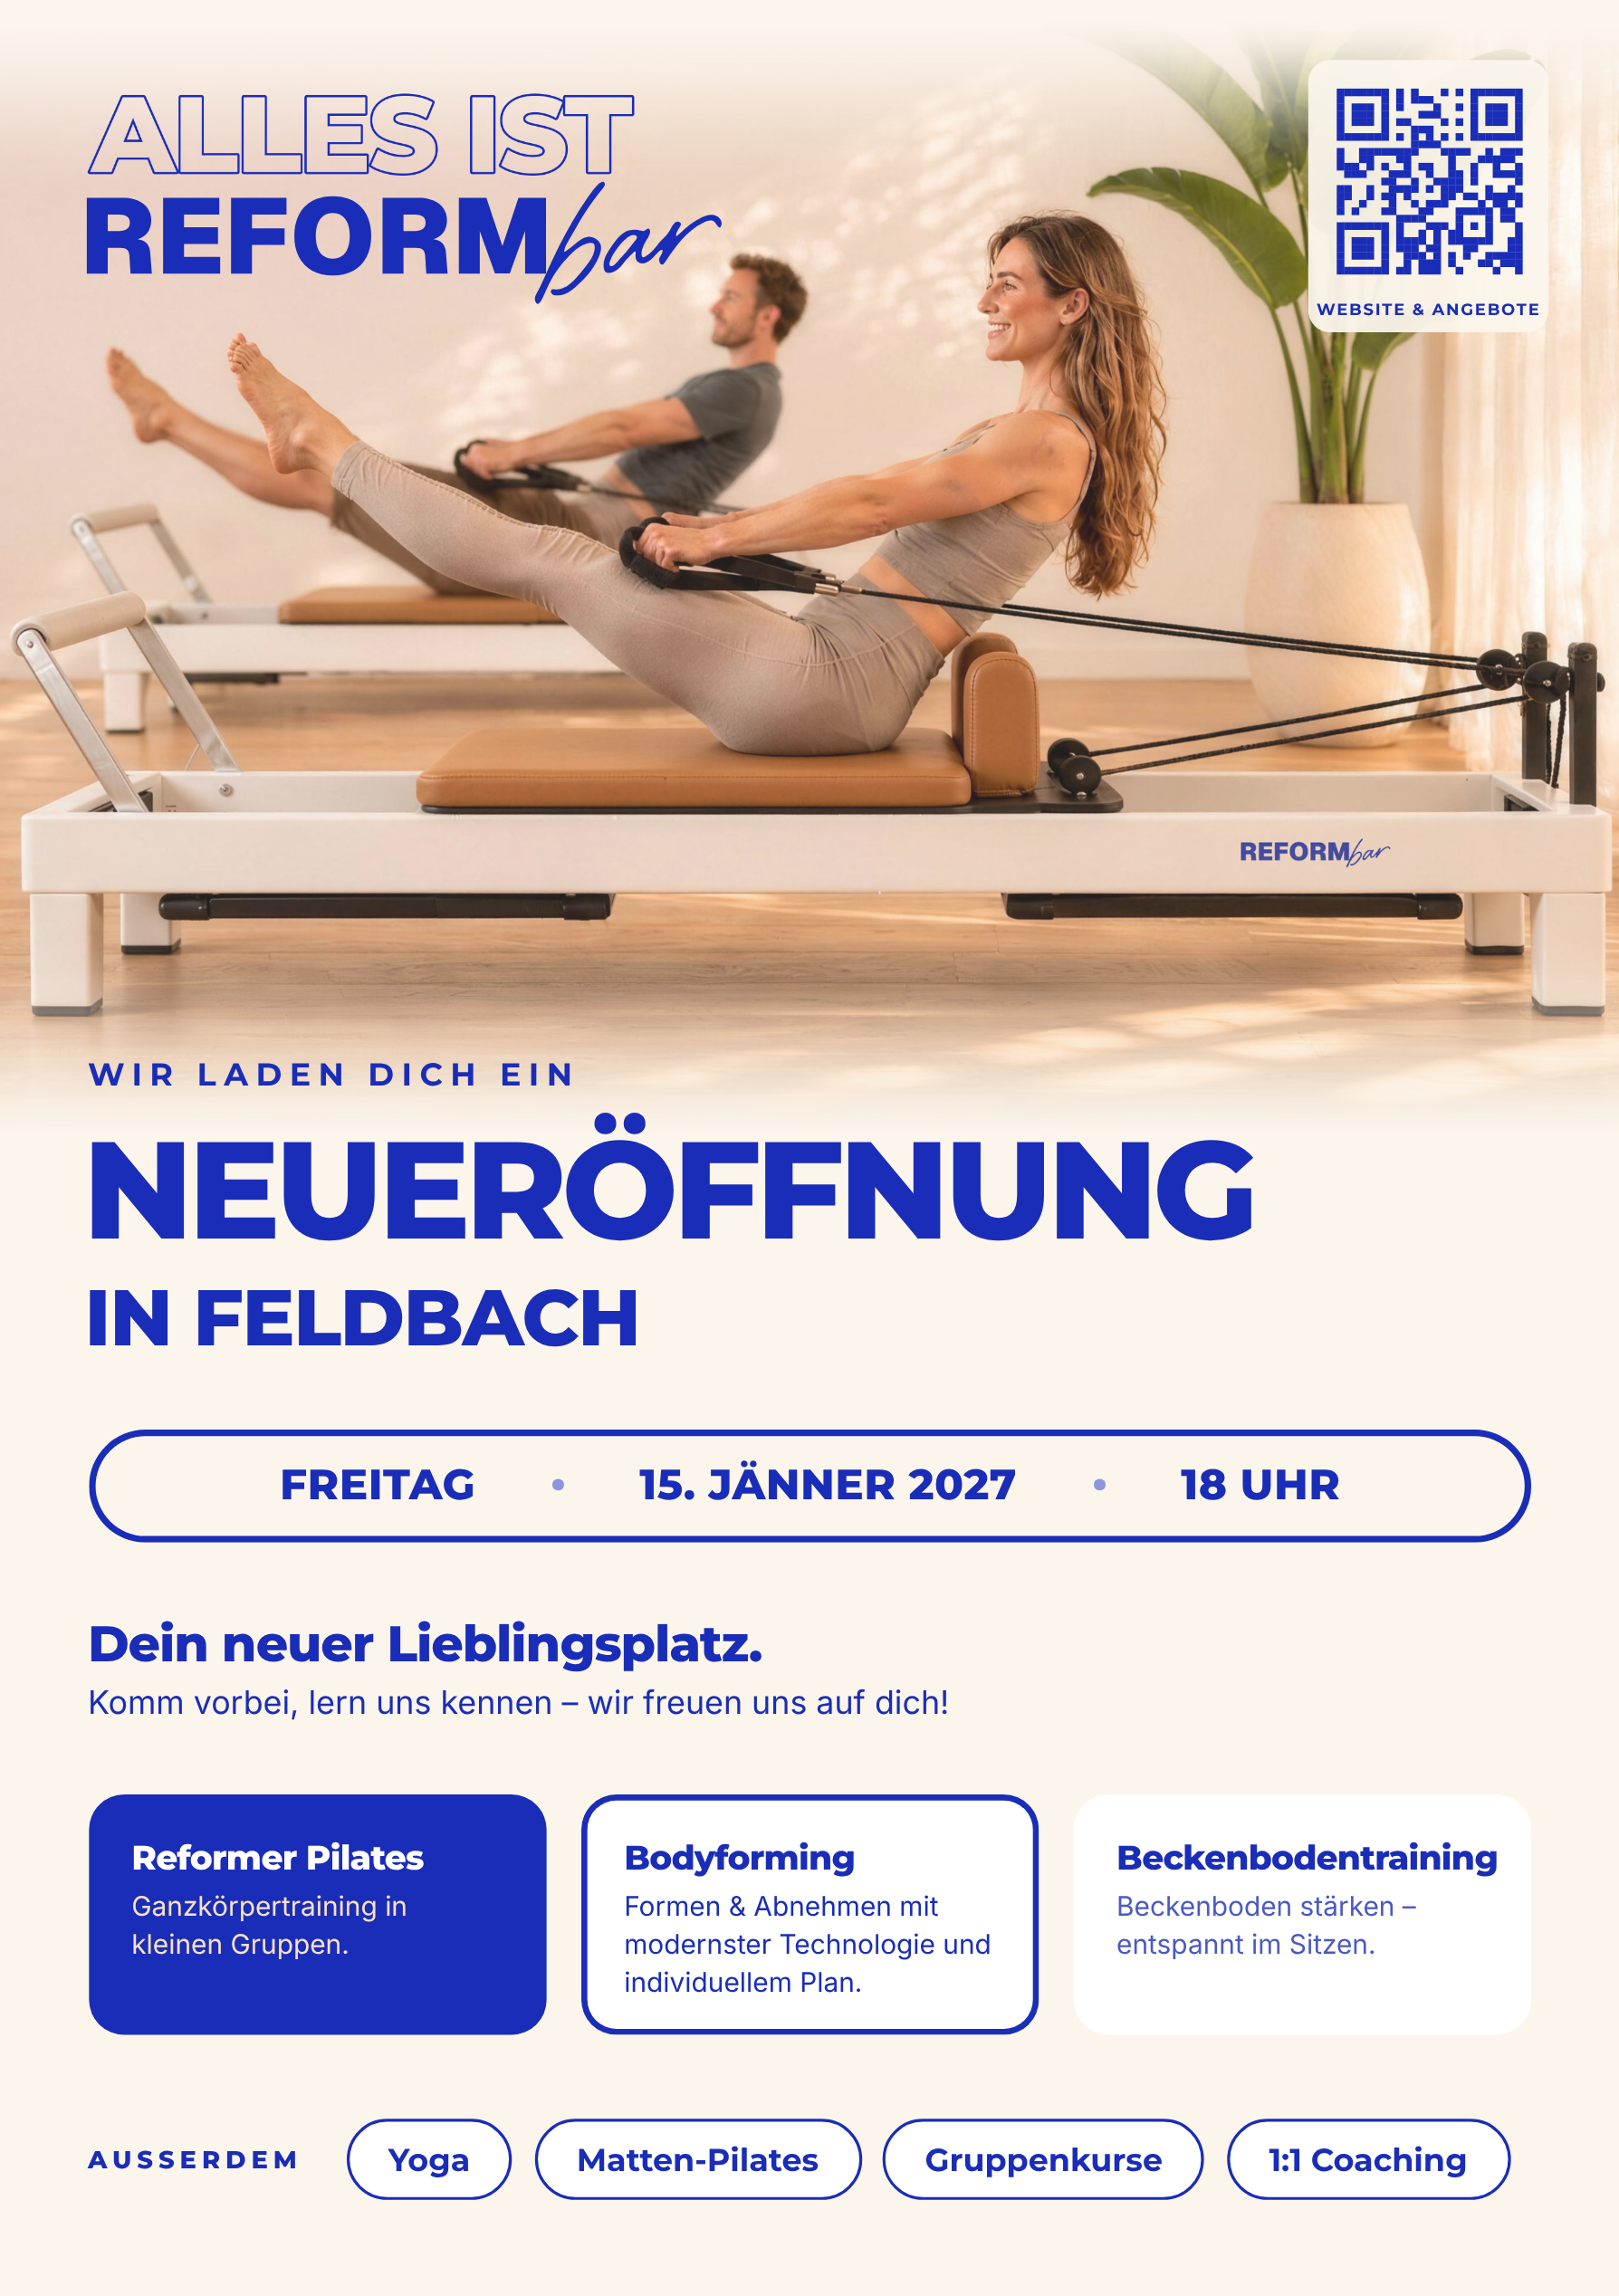 ALLES IST
REFORMbar
WEBSITE & ANGEBOTE
REFORMbar
WIR LADEN DICH EIN
NEUERÖFFNUNG
IN FELDBACH
FREITAG • 15. JÄNNER 2027 • 18 UHR
Dein neuer Lieblingsplatz.
Komm vorbei, lern uns kennen – wir freuen uns auf dich!
Reformer Pilates
Ganzkörpertraining in
kleinen Gruppen.
Bodyforming
Formen & Abnehmen mit
modernster Technologie und
individuellem Plan.
Beckenbodentraining
Beckenboden stärken –
entspannt im Sitzen.
AUSSERDEM Yoga Matten-Pilates Gruppenkurse 1:1 Coaching